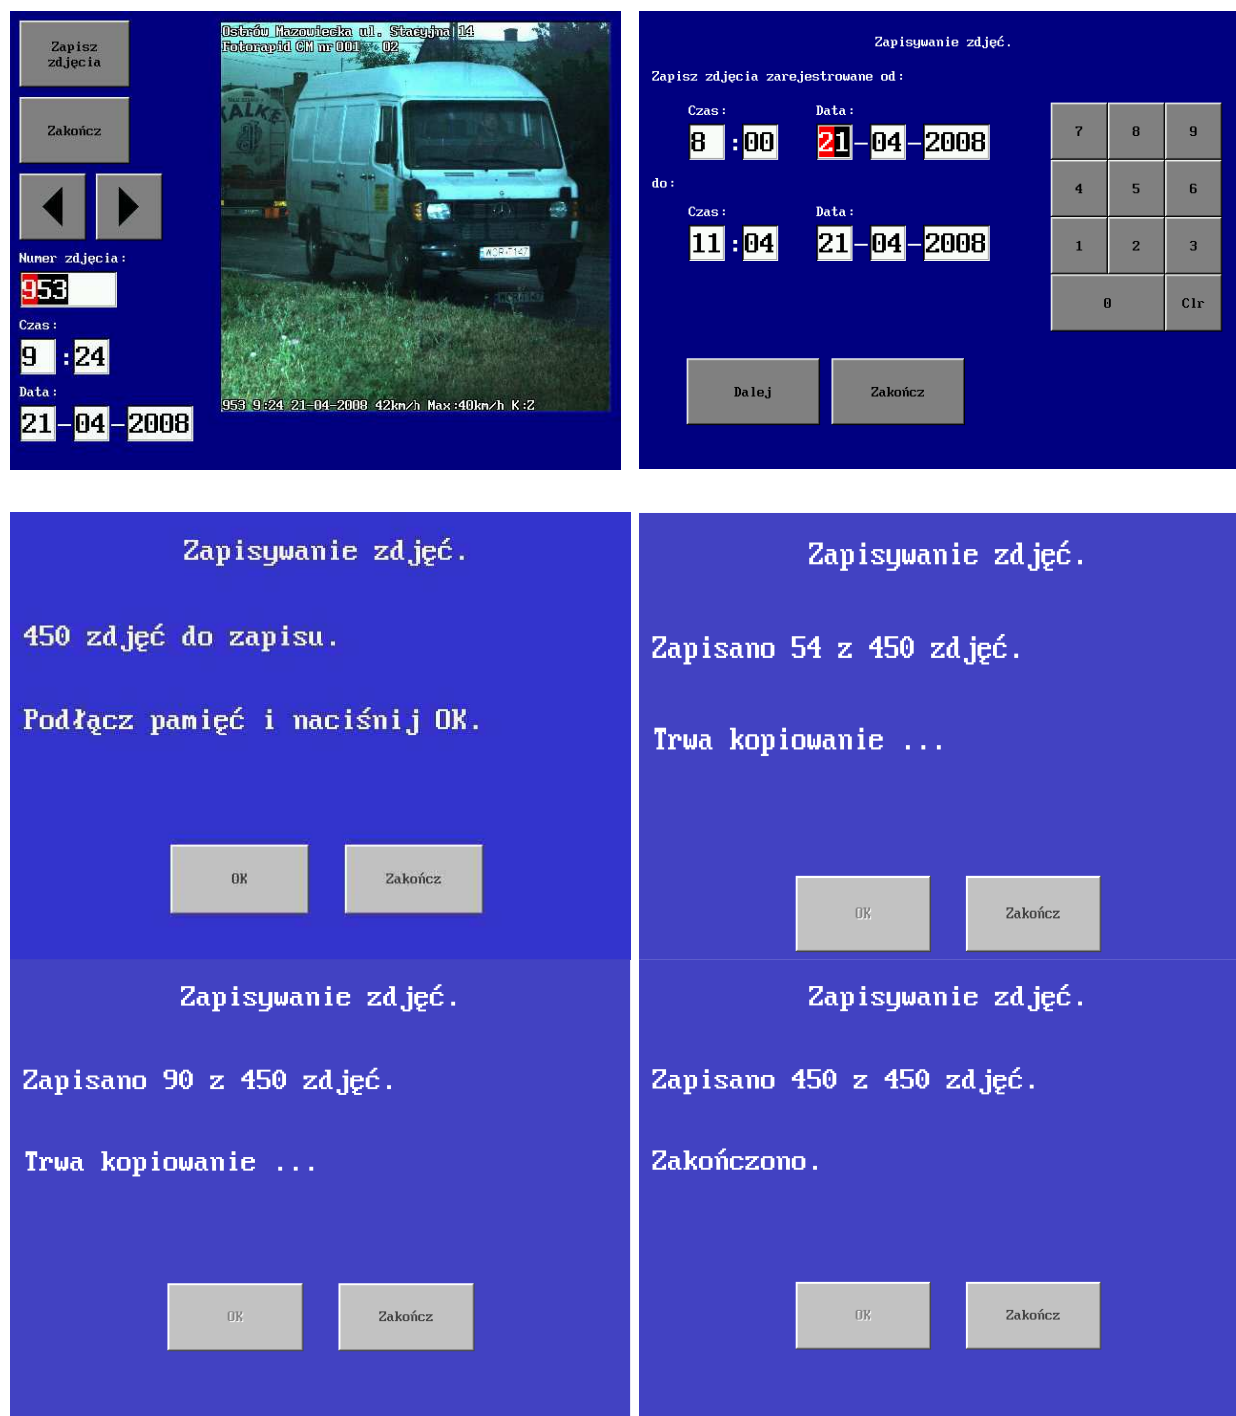 Zapisz
zdjęcia
Zakończ
Numer zdjęcia:
953
Czas:
9 :24
Data:
21-04-2008
Ostrów Mazowiecka ul. Stacyjna 14
Fotorapid CM nr 001 02
TALKE
WOR T147
953 9:24 21-04-2008 42km/h Max:40km/h K:Z
Zapisywanie zdjęć.
Zapisz zdjęcia zarejestrowane od:
Czas: Data:
8 :00 21-04-2008
do:
Czas: Data:
11:04 21-04-2008
7 8 9
4 5 6
1 2 3
0 Clr
Dalej Zakończ
Zapisywanie zdjęć.
450 zdjęć do zapisu.
Podłącz pamięć i naciśnij OK.
OK Zakończ
Zapisywanie zdjęć.
Zapisano 54 z 450 zdjęć.
Trwa kopiowanie ...
OK Zakończ
Zapisywanie zdjęć.
Zapisano 90 z 450 zdjęć.
Trwa kopiowanie ...
OK Zakończ
Zapisywanie zdjęć.
Zapisano 450 z 450 zdjęć.
Zakończono.
OK Zakończ